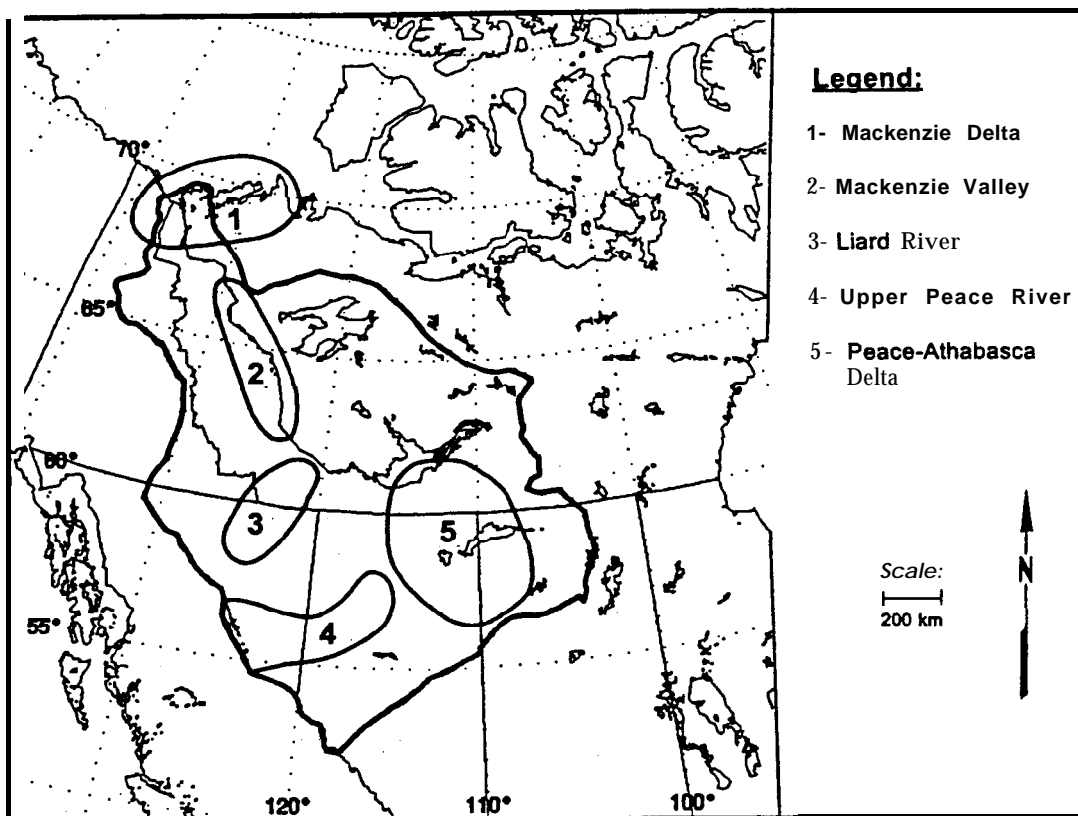 Legend:
1- Mackenzie Delta
2- Mackenzie Valley
3- Liard River
4- Upper Peace River
5- Peace-Athabasca
Delta
Scale:
200 km
N
70°
65°
60°
55°
120°
110°
100°
1
2
3
4
5